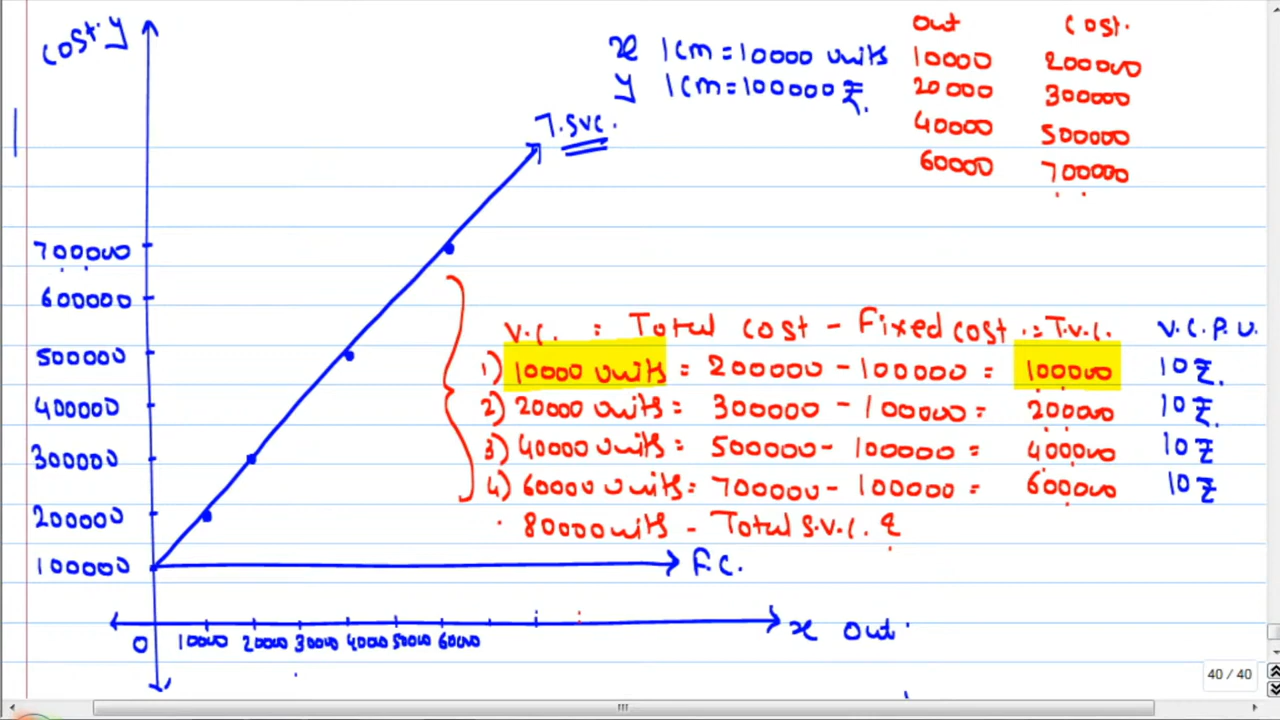 cost. y
x 1cm = 10000 units
y 1cm = 100000 ₹.
out cost.
10000 200000
20000 300000
40000 500000
60000 700000
T.SVC.
700000
600000
500000
400000
300000
200000
100000
V.C. = Total cost - Fixed cost. = T.V.C. V.C.P.U.
1) 10000 units = 200000 - 100000 = 100000 10 ₹.
2) 20000 units = 300000 - 100000 = 200000 10 ₹.
3) 40000 units = 500000 - 100000 = 400000 10 ₹
4) 60000 units = 700000 - 100000 = 600000 10 ₹
80000 units - Total S.V.C. ?
F.C.
0 10000 20000 30000 40000 50000 60000
x out.
40 / 40